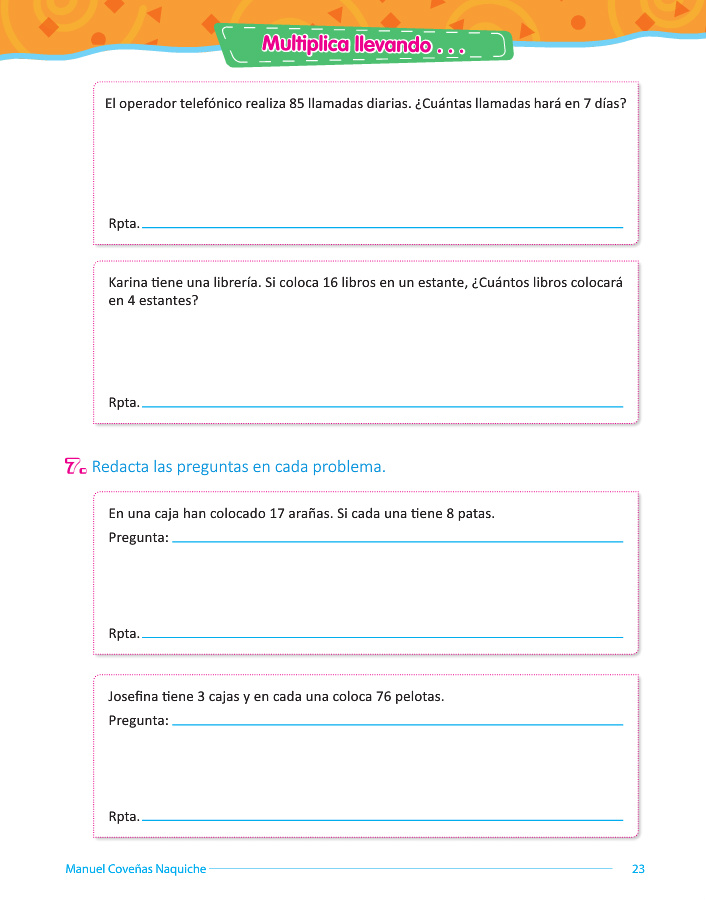 Multiplica llevando . . .
El operador telefónico realiza 85 llamadas diarias. ¿Cuántas llamadas hará en 7 días?
Rpta.
Karina tiene una librería. Si coloca 16 libros en un estante, ¿Cuántos libros colocará
en 4 estantes?
Rpta.
7. Redacta las preguntas en cada problema.
En una caja han colocado 17 arañas. Si cada una tiene 8 patas.
Pregunta:
Rpta.
Josefina tiene 3 cajas y en cada una coloca 76 pelotas.
Pregunta:
Rpta.
Manuel Coveñas Naquiche 23